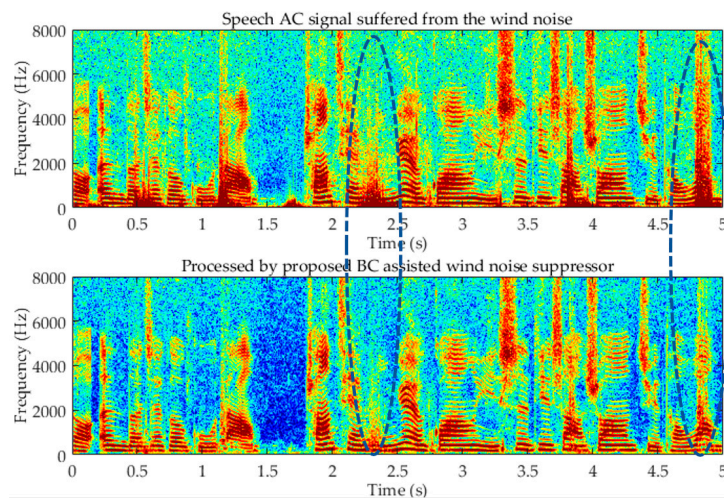 Speech AC signal suffered from the wind noise
Frequency (Hz)
8000
6000
4000
2000
0
0 0.5 1 1.5 2 2.5 3 3.5 4 4.5 5
Time (s)
Processed by proposed BC assisted wind noise suppressor
Frequency (Hz)
8000
6000
4000
2000
0
0 0.5 1 1.5 2 2.5 3 3.5 4 4.5 5
Time (s)